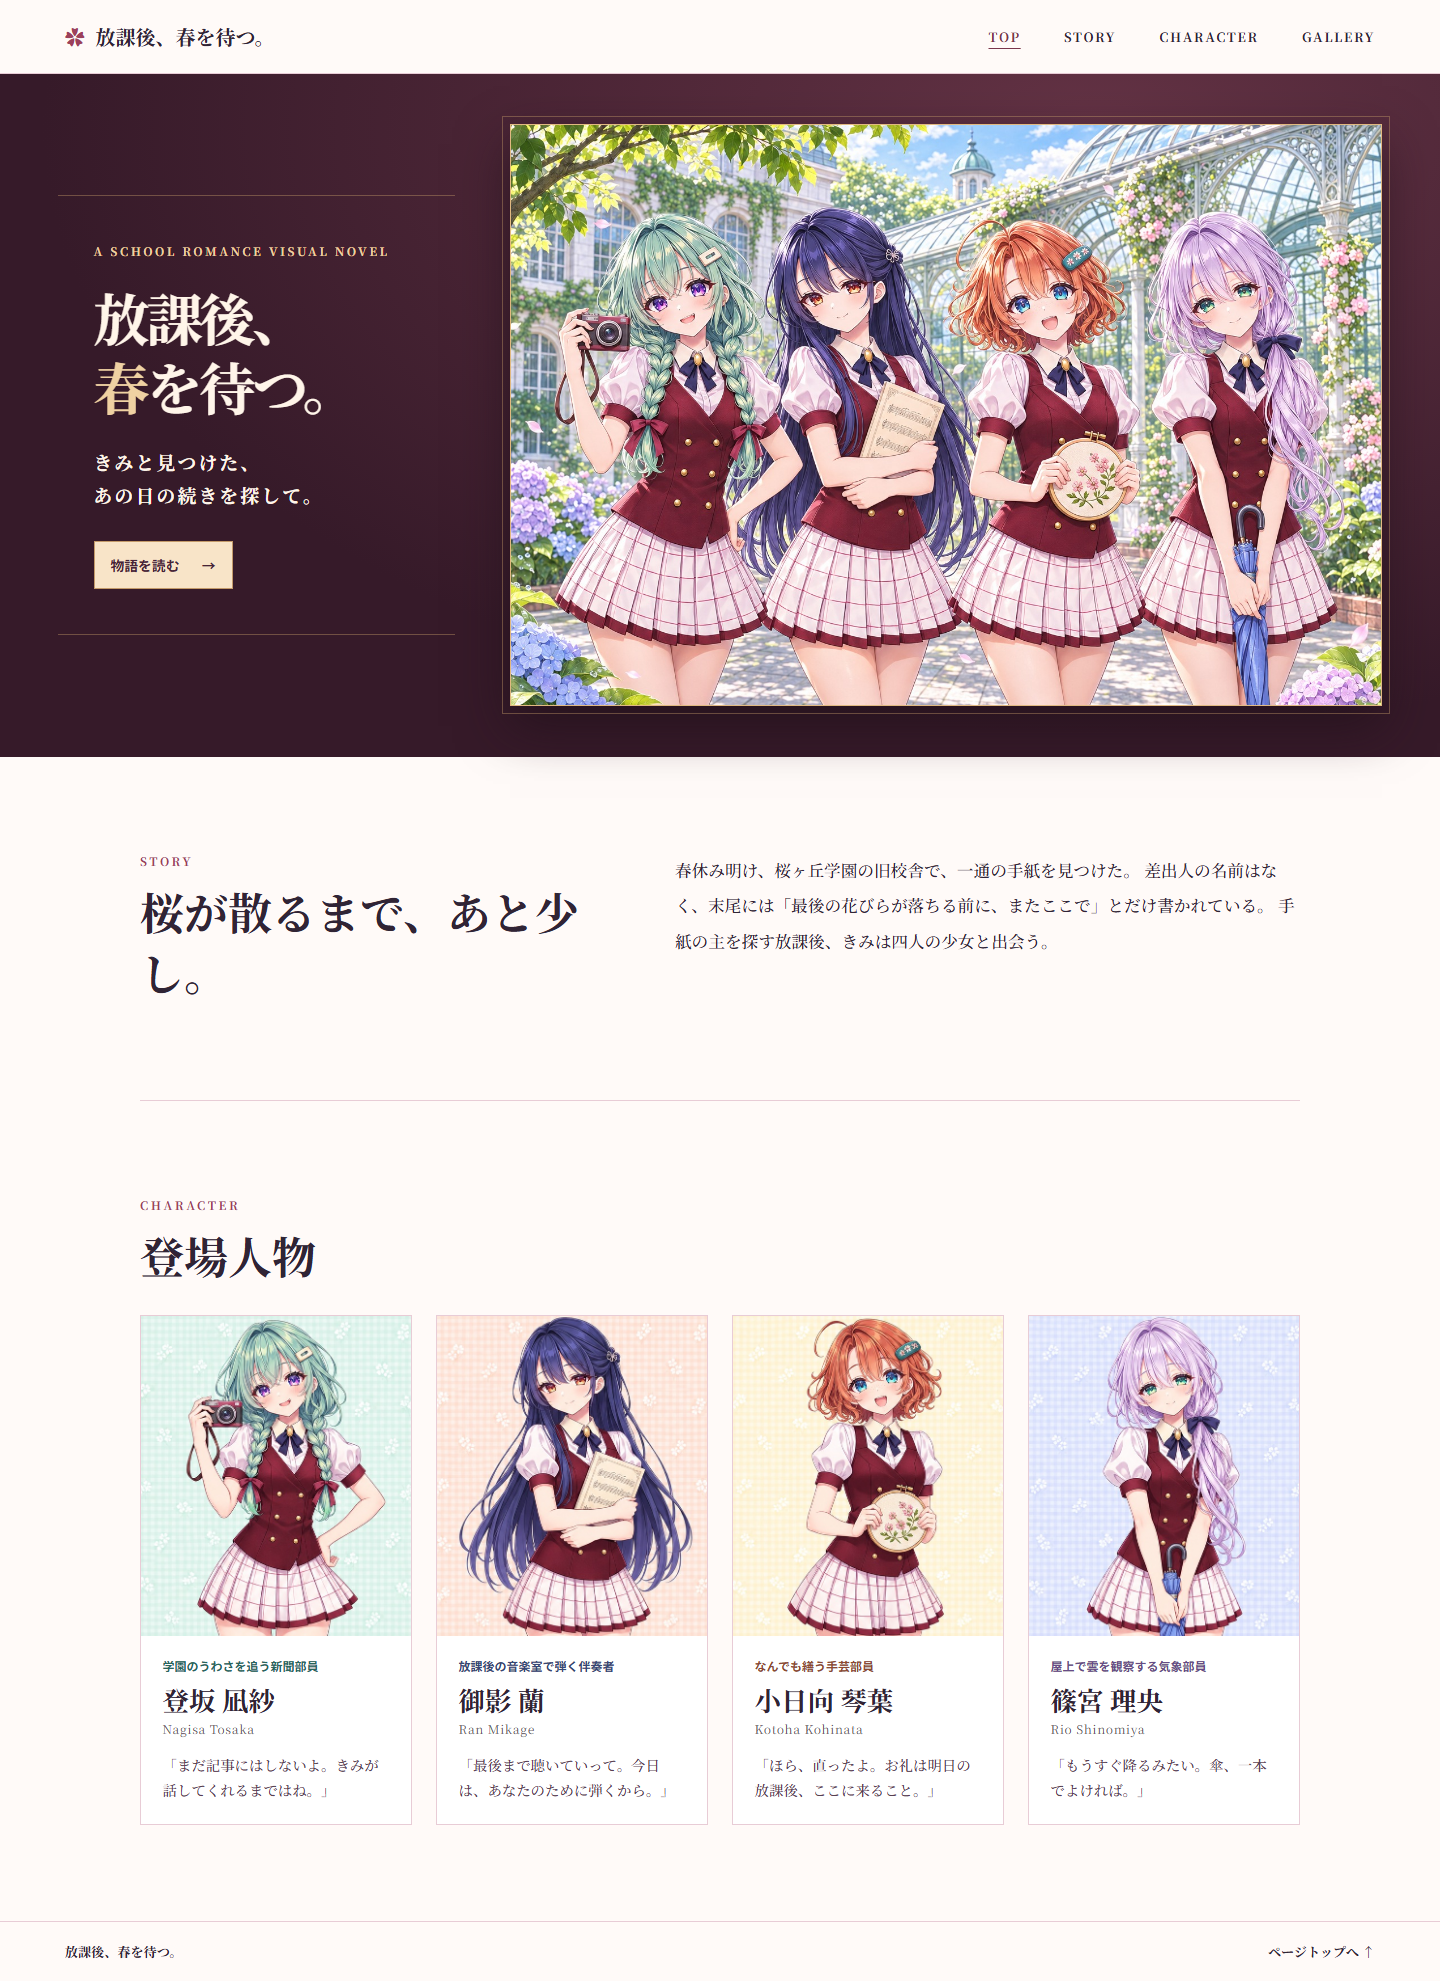 放課後、春を待つ。
TOP STORY CHARACTER GALLERY
A SCHOOL ROMANCE VISUAL NOVEL
放課後、
春を待つ。
きみと見つけた、
あの日の続きを探して。
物語を読む →
STORY
桜が散るまで、あと少
し。
春休み明け、桜ヶ丘学園の旧校舎で、一通の手紙を見つけた。 差出人の名前はな
く、末尾には「最後の花びらが落ちる前に、またここで」とだけ書かれている。 手
紙の主を探す放課後、きみは四人の少女と出会う。
CHARACTER
登場人物
学園のうわさを追う新聞部員
登坂 凪紗
Nagisa Tosaka
「まだ記事にはしないよ。きみが
話してくれるまではね。」
放課後の音楽室で弾く伴奏者
御影 蘭
Ran Mikage
「最後まで聴いていって。今日
は、あなたのために弾くから。」
なんでも繕う手芸部員
小日向 琴葉
Kotoha Kohinata
「ほら、直ったよ。お礼は明日の
放課後、ここに来ること。」
屋上で雲を観察する気象部員
篠宮 理央
Rio Shinomiya
「もうすぐ降るみたい。傘、一本
でよければ。」
放課後、春を待つ。
ページトップへ ↑